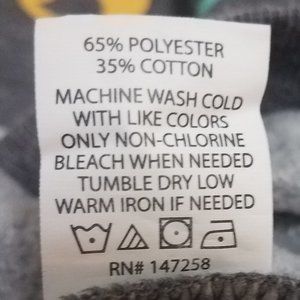 65% POLYESTER
35% COTTON
MACHINE WASH COLD
WITH LIKE COLORS
ONLY NON-CHLORINE
BLEACH WHEN NEEDED
TUMBLE DRY LOW
WARM IRON IF NEEDED
RN# 147258